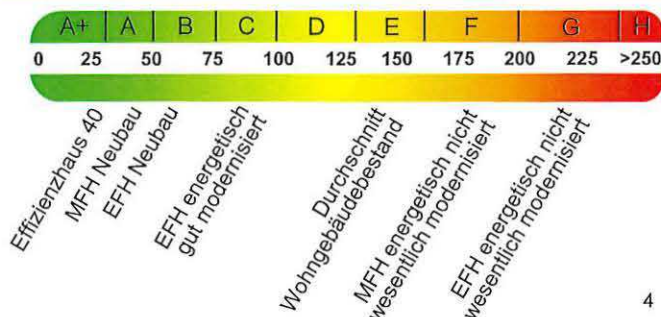 A+ A B C D E F G H
0 25 50 75 100 125 150 175 200 225 >250
Effizienzhaus 40
MFH Neubau
EFH Neubau
EFH energetisch
gut modernisiert
Durchschnitt
Wohngebäudebestand
MFH energetisch nicht
wesentlich modernisiert
EFH energetisch nicht
wesentlich modernisiert
4